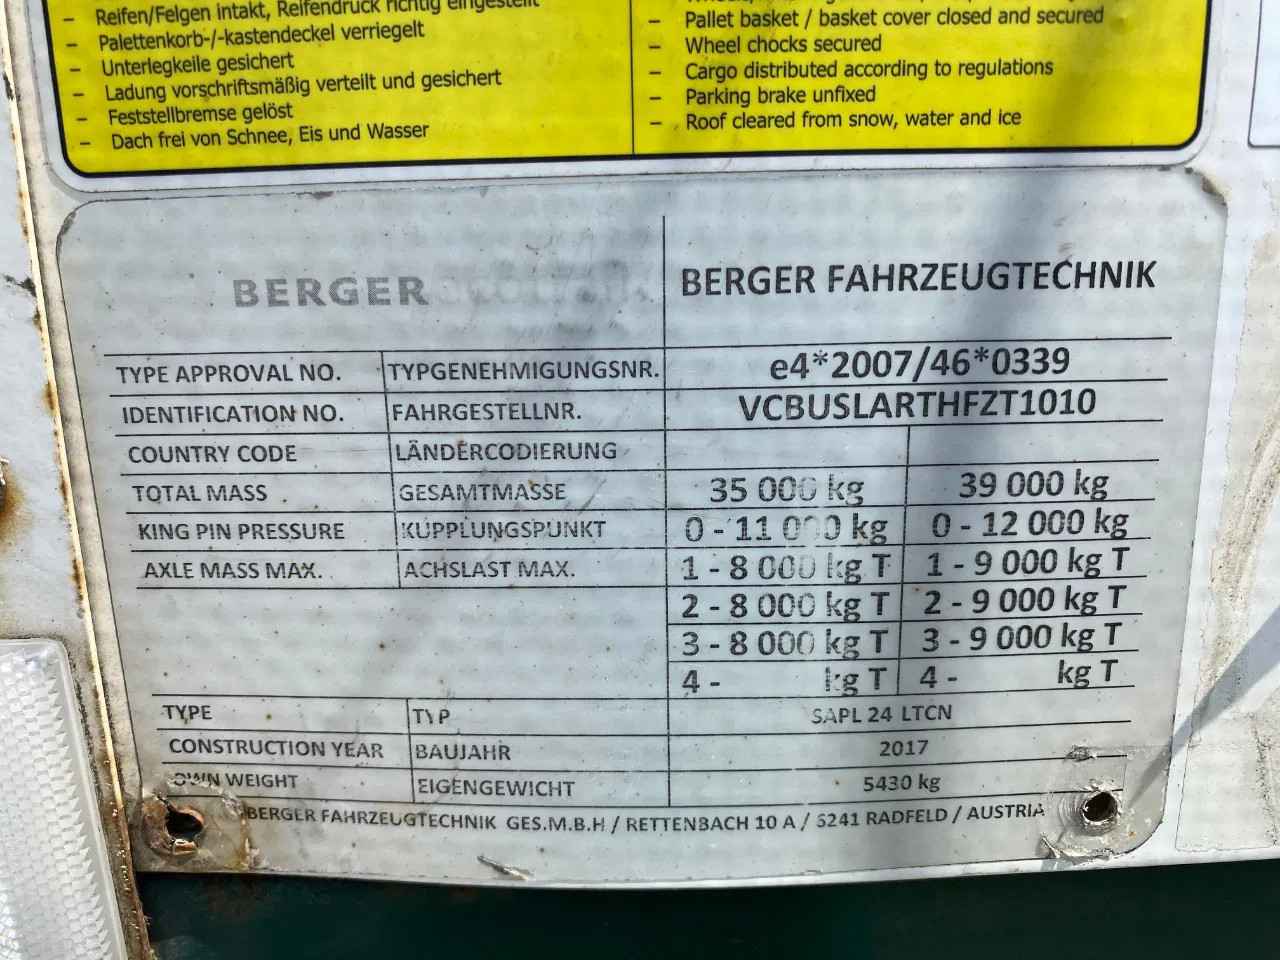 – Reifen/Felgen intakt, Reifendruck richtig eingestellt
– Palettenkorb-/-kastendeckel verriegelt
– Unterlegkeile gesichert
– Ladung vorschriftsmäßig verteilt und gesichert
– Feststellbremse gelöst
– Dach frei von Schnee, Eis und Wasser
– Pallet basket / basket cover closed and secured
– Wheel chocks secured
– Cargo distributed according to regulations
– Parking brake unfixed
– Roof cleared from snow, water and ice
BERGER
BERGER FAHRZEUGTECHNIK
TYPE APPROVAL NO. TYPGENEHMIGUNGSNR. e4*2007/46*0339
IDENTIFICATION NO. FAHRGESTELLNR. VCBUSLARTHFZT1010
COUNTRY CODE LÄNDERCODIERUNG
TOTAL MASS GESAMTMASSE 35 000 kg 39 000 kg
KING PIN PRESSURE KUPPLUNGSPUNKT 0 - 11 000 kg 0 - 12 000 kg
AXLE MASS MAX. ACHSLAST MAX. 1 - 8 000 kg T 1 - 9 000 kg T
2 - 8 000 kg T 2 - 9 000 kg T
3 - 8 000 kg T 3 - 9 000 kg T
4 - kg T 4 - kg T
TYPE TYP SAPL 24 LTCN
CONSTRUCTION YEAR BAUJAHR 2017
OWN WEIGHT EIGENGEWICHT 5430 kg
BERGER FAHRZEUGTECHNIK GES.M.B.H / RETTENBACH 10 A / 6241 RADFELD / AUSTRIA